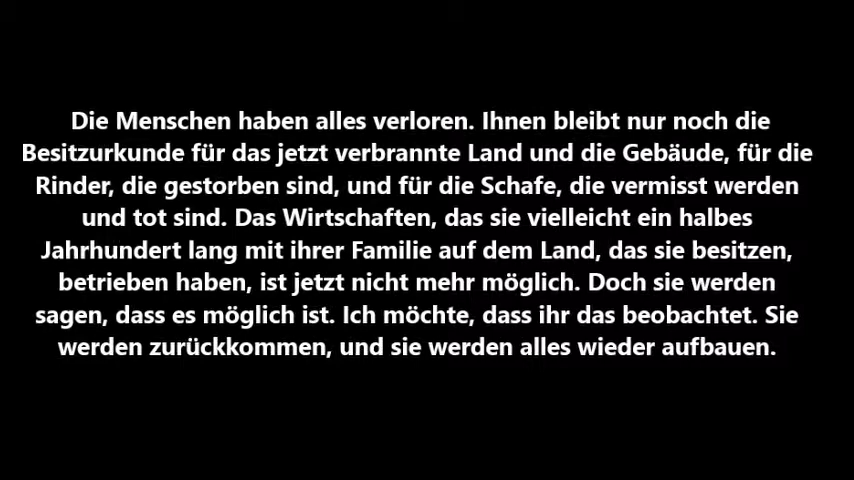 Die Menschen haben alles verloren. Ihnen bleibt nur noch die
Besitzurkunde für das jetzt verbrannte Land und die Gebäude, für die
Rinder, die gestorben sind, und für die Schafe, die vermisst werden
und tot sind. Das Wirtschaften, das sie vielleicht ein halbes
Jahrhundert lang mit ihrer Familie auf dem Land, das sie besitzen,
betrieben haben, ist jetzt nicht mehr möglich. Doch sie werden
sagen, dass es möglich ist. Ich möchte, dass ihr das beobachtet. Sie
werden zurückkommen, und sie werden alles wieder aufbauen.